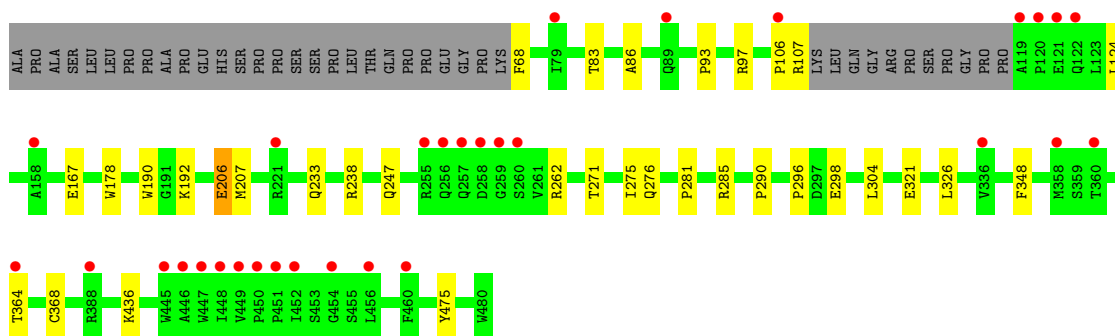 ALA PRO ALA SER LEU LEU PRO PRO ALA PRO GLU HIS SER PRO PRO SER SER PRO LEU THR GLN PRO GLU GLY PRO LYS F68 I79 T83 A86 Q89 P93 R97 P106 R107 LYS LEU GLN GLY ARG PRO SER PRO GLY PRO PRO A119 P120 E121 Q122 L123 L124
A158 E167 W178 W190 G191 K192 E206 M207 R221 Q233 R238 Q247 R255 Q256 Q257 D258 G259 S260 V261 R262 T271 I275 Q276 P281 R285 P290 P296 D297 E298 L304 E321 L326 V336 F348 M358 S359 T360
T364 C368 R388 K436 W445 A446 W447 I448 V449 P450 P451 I452 S453 G454 S455 L456 F460 Y475 W480